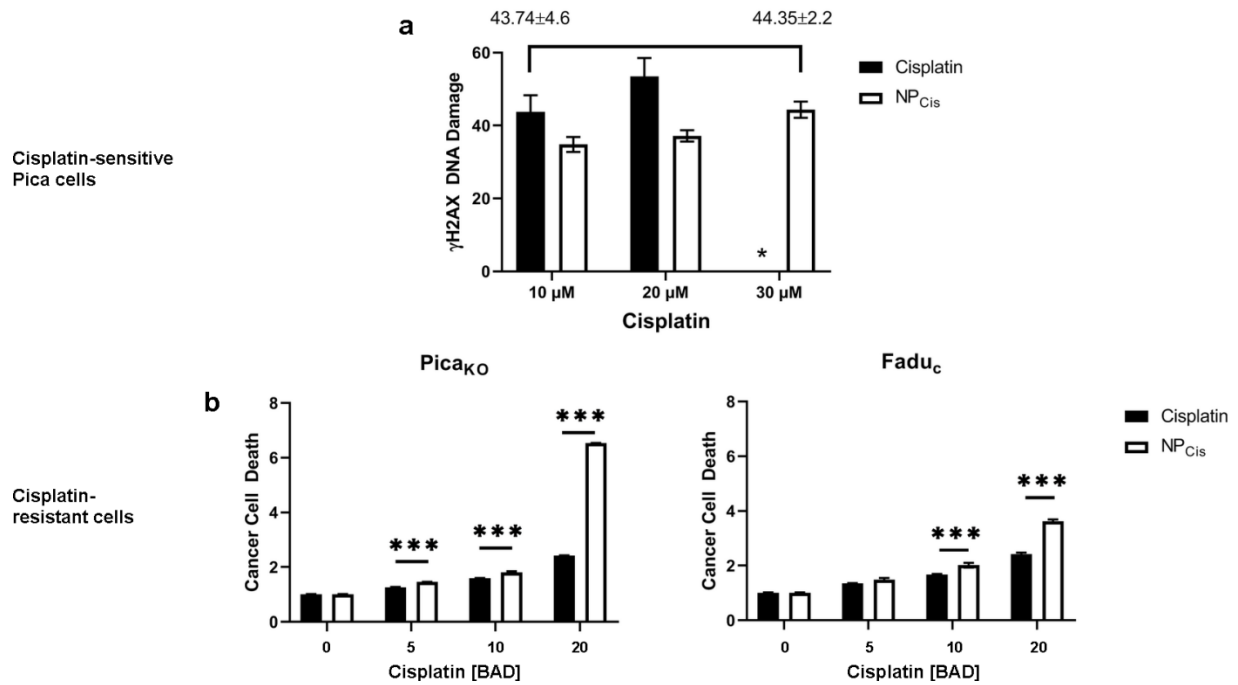 a
43.74±4.6
44.35±2.2
Cisplatin-sensitive
Pica cells
γH2AX DNA Damage
60
40
20
0
*
10 µM
20 µM
30 µM
Cisplatin
Cisplatin
NPCis
b
Cisplatin-
resistant cells
PicaKO
Cancer Cell Death
8
6
4
2
0
***
***
***
0
5
10
20
Cisplatin [BAD]
Faduc
Cancer Cell Death
8
6
4
2
0
***
***
0
5
10
20
Cisplatin [BAD]
Cisplatin
NPCis